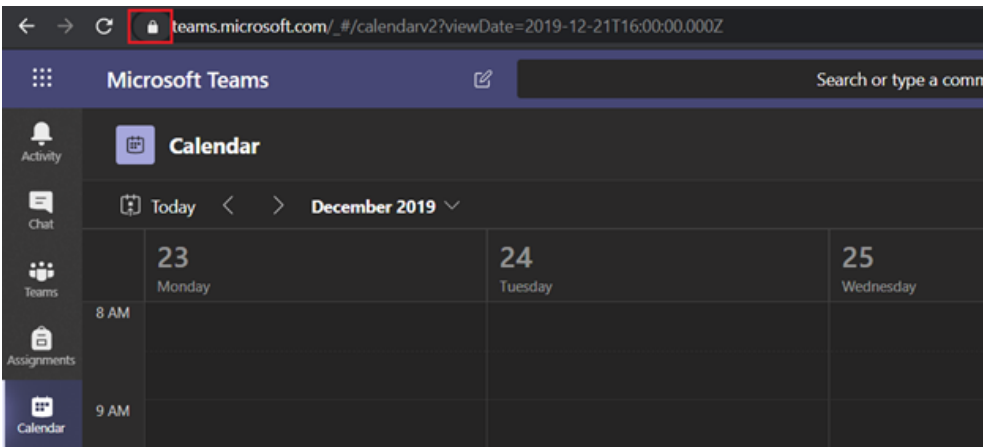 teams.microsoft.com/_#/calendarv2?viewDate=2019-12-21T16:00:00.000Z
Microsoft Teams
Search or type a comm
Activity
Calendar
Chat
Today
December 2019
Teams
23
24
25
Monday
Tuesday
Wednesday
8 AM
Assignments
9 AM
Calendar